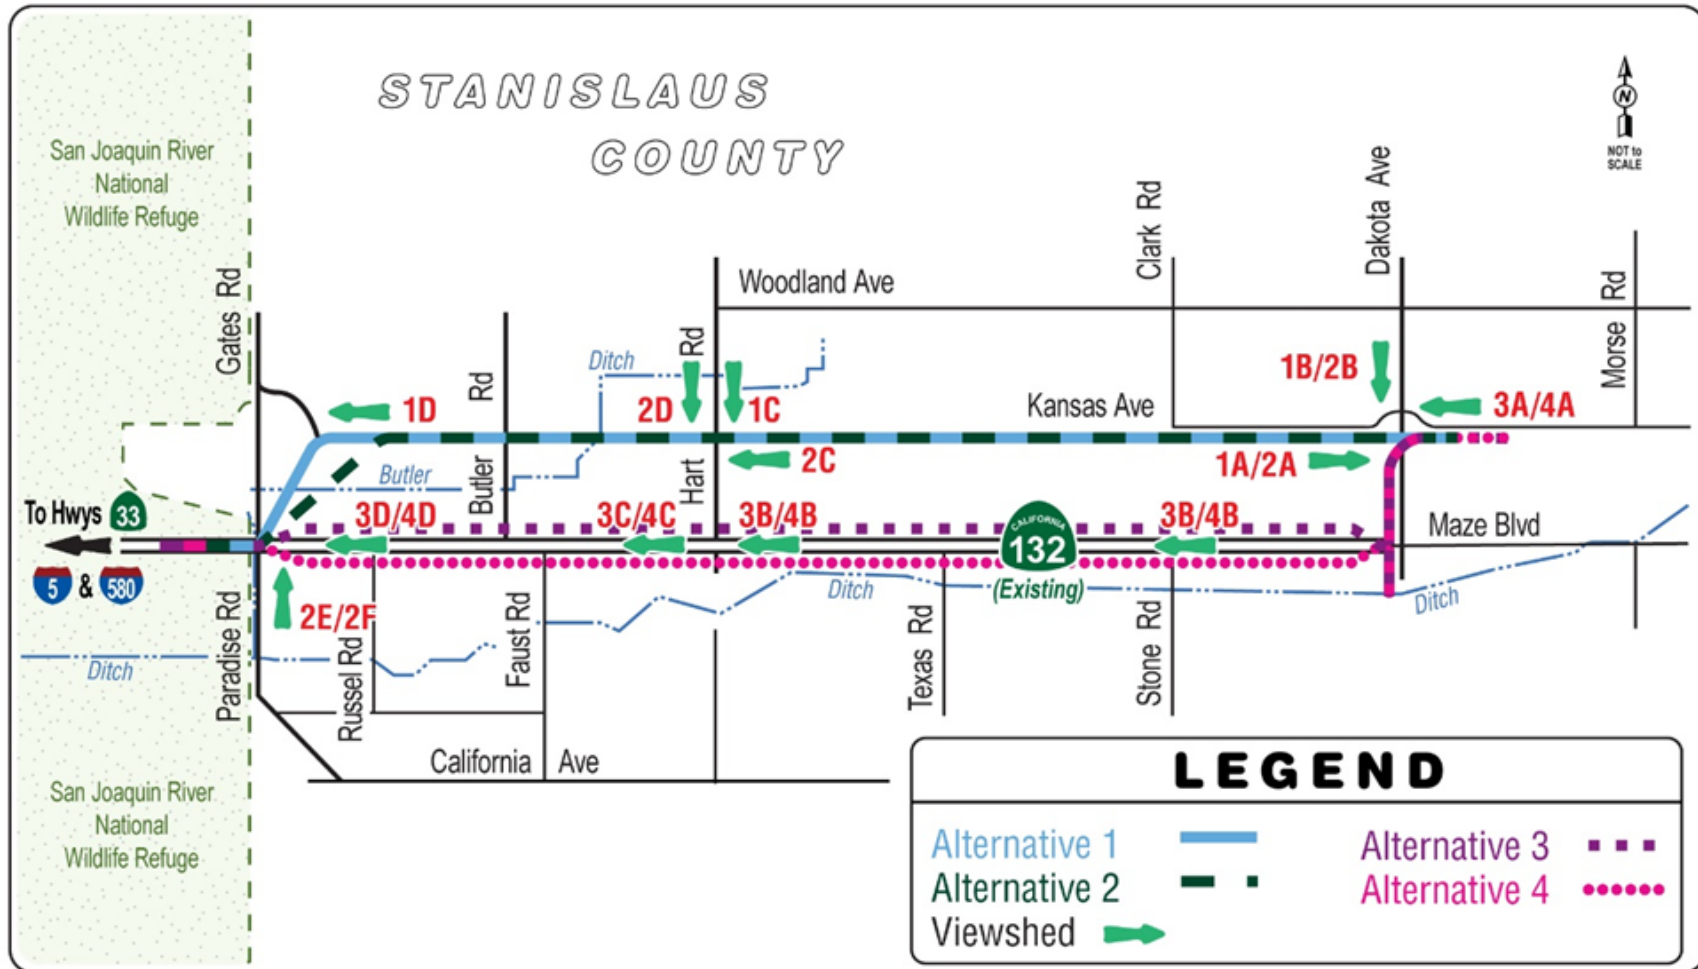 STANISLAUS
COUNTY
N
NOT to
SCALE
San Joaquin River
National
Wildlife Refuge
Gates Rd
Woodland Ave
Clark Rd
Dakota Ave
Morse Rd
Ditch
Rd
Rd
1B/2B
1D
2D
1C
Kansas Ave
3A/4A
Butler
Butler
Hart
2C
1A/2A
To Hwys 33
3D/4D
3C/4C
3B/4B
CALIFORNIA
132
(Existing)
3B/4B
Maze Blvd
5 & 580
2E/2F
Ditch
Ditch
Ditch
Paradise Rd
Russel Rd
Faust Rd
Texas Rd
Stone Rd
California Ave
San Joaquin River
National
Wildlife Refuge
LEGEND
Alternative 1
Alternative 2
Viewshed
Alternative 3
Alternative 4